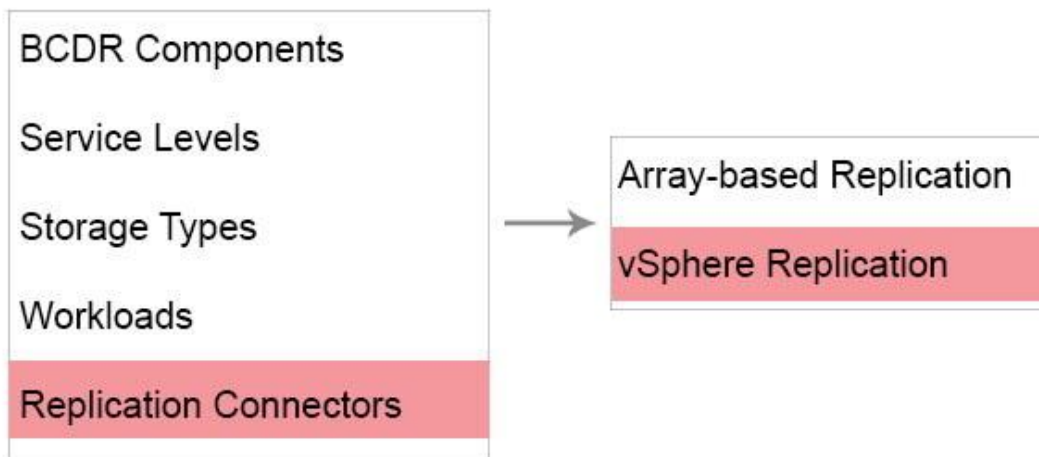 BCDR Components
Service Levels
Storage Types
Workloads
Replication Connectors
Array-based Replication
vSphere Replication